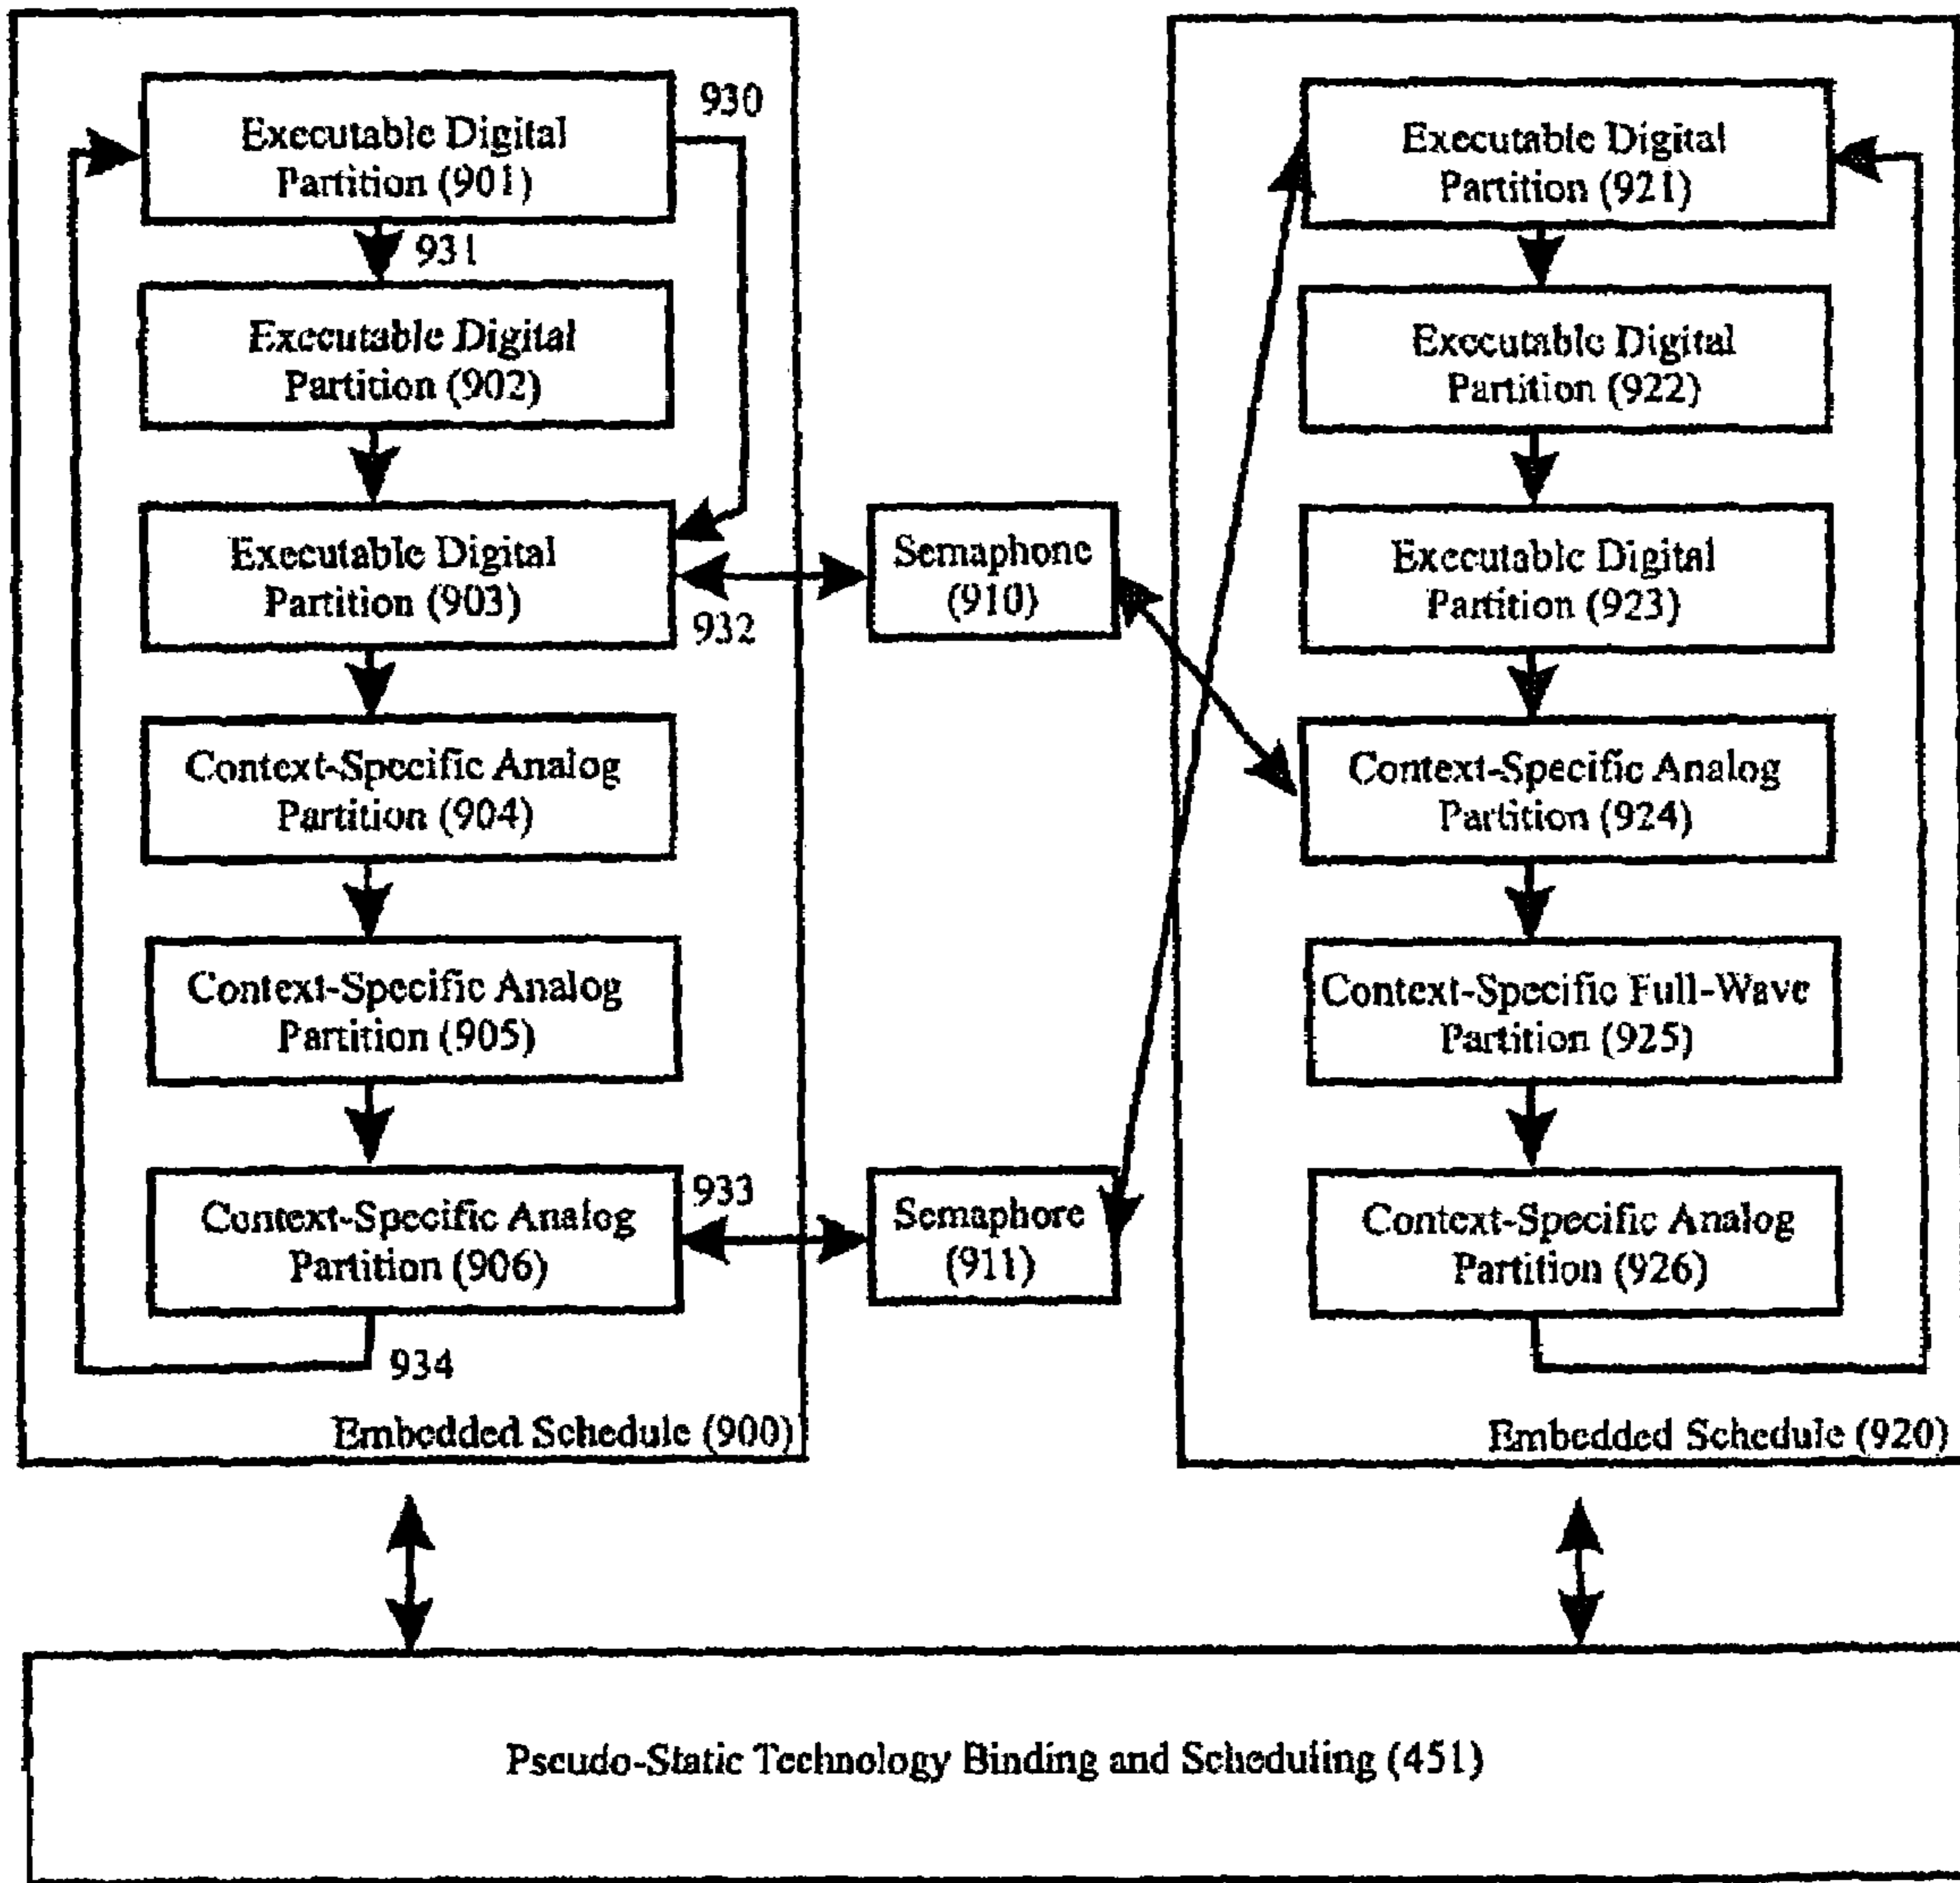 930
Executable Digital
Partition (901)
931
Executable Digital
Partition (902)
Executable Digital
Partition (903)
932
Context-Specific Analog
Partition (904)
Context-Specific Analog
Partition (905)
933
Context-Specific Analog
Partition (906)
934
Embedded Schedule (900)
Semaphone
(910)
Semaphore
(911)
Executable Digital
Partition (921)
Executable Digital
Partition (922)
Executable Digital
Partition (923)
Context-Specific Analog
Partition (924)
Context-Specific Full-Wave
Partition (925)
Context-Specific Analog
Partition (926)
Embedded Schedule (920)
Pseudo-Static Technology Binding and Scheduling (451)